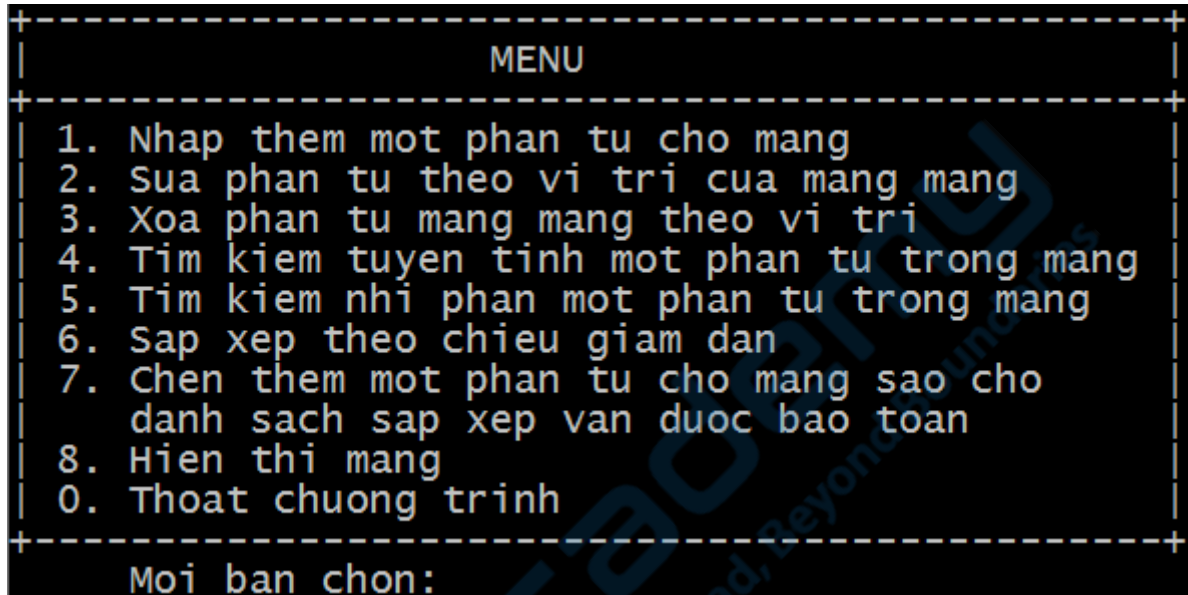 +-----------------------------------------------+
| MENU |
+-----------------------------------------------+
| 1. Nhap them mot phan tu cho mang |
| 2. Sua phan tu theo vi tri cua mang mang |
| 3. Xoa phan tu mang mang theo vi tri |
| 4. Tim kiem tuyen tinh mot phan tu trong mang |
| 5. Tim kiem nhi phan mot phan tu trong mang |
| 6. Sap xep theo chieu giam dan |
| 7. Chen them mot phan tu cho mang sao cho |
| danh sach sap xep van duoc bao toan |
| 8. Hien thi mang |
| 0. Thoat chuong trinh |
+-----------------------------------------------+
Moi ban chon: